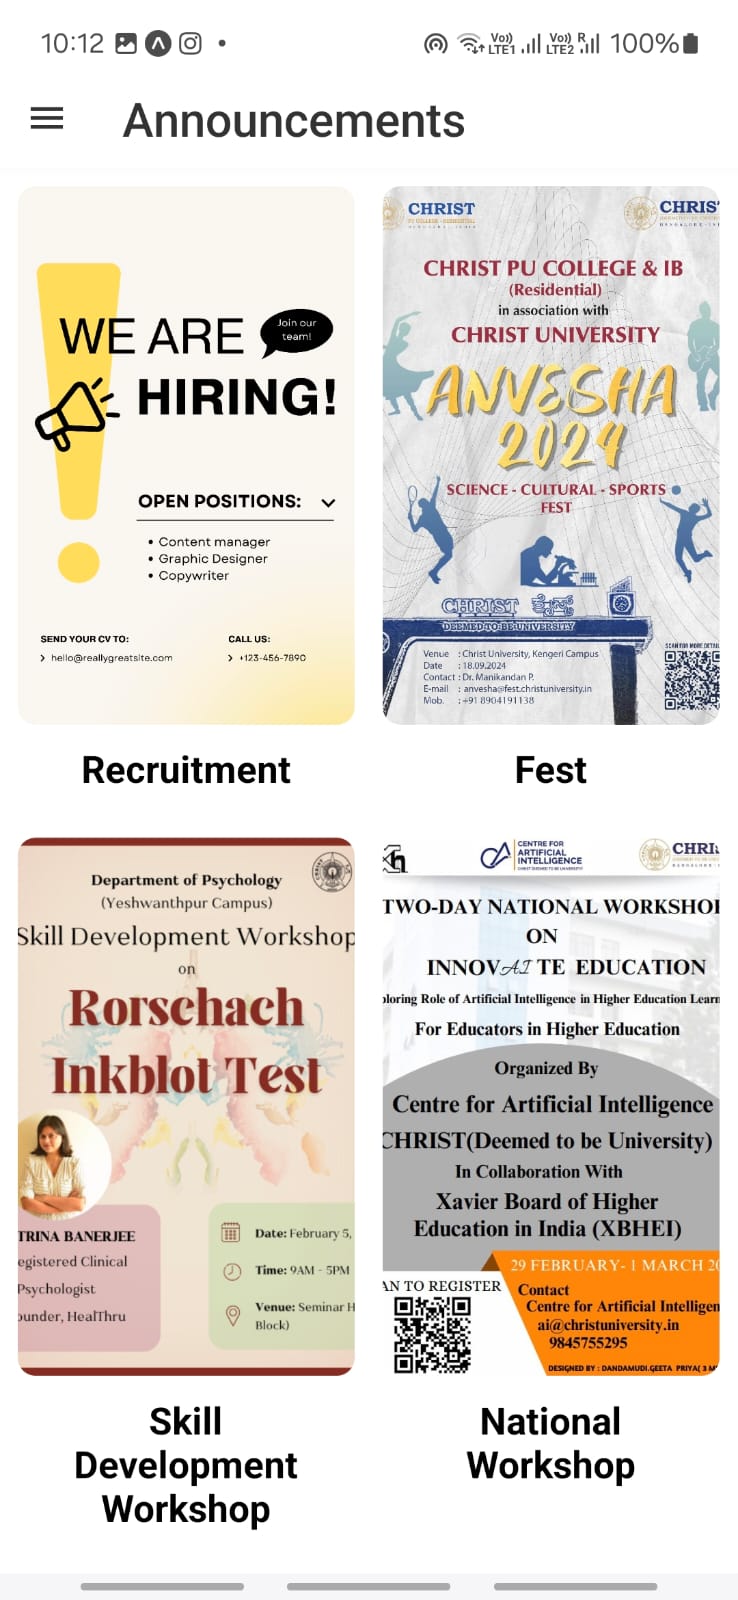 10:12
Vo)) LTE1 Vo)) R LTE2 100%
Announcements
WE ARE
Join our
team!
HIRING!
OPEN POSITIONS:
• Content manager
• Graphic Designer
• Copywriter
SEND YOUR CV TO:
hello@reallygreatsite.com
CALL US:
+123-456-7890
Recruitment
CHRIST
CHRIS
CHRIST PU COLLEGE & IB
(Residential)
in association with
CHRIST UNIVERSITY
ANVESHA
2024
SCIENCE - CULTURAL - SPORTS
FEST
CHRIST ಕ್ರೈಸ್ಟ್
DEEMED TO BE UNIVERSITY
Venue : Christ University, Kengeri Campus
Date : 18.09.2024
Contact : Dr. Manikandan P.
E-mail : anvesha@fest.christuniversity.in
Mob. : +91 8904191138
SCAN FOR MORE DETAIL
Fest
Department of Psychology
(Yeshwanthpur Campus)
Skill Development Workshop
on
Rorschach
Inkblot Test
TRINA BANERJEE
egistered Clinical
Psychologist
ounder, HealThru
Date: February 5,
Time: 9AM - 5PM
Venue: Seminar H
Block)
Skill
Development
Workshop
CENTRE FOR
ARTIFICIAL
INTELLIGENCE
CHRIST (DEEMED TO BE UNIVERSITY)
CHRI
TWO-DAY NATIONAL WORKSHOP
ON
INNOVAITE EDUCATION
ploring Role of Artificial Intelligence in Higher Education Learn
For Educators in Higher Education
Organized By
Centre for Artificial Intelligence
CHRIST(Deemed to be University)
In Collaboration With
Xavier Board of Higher
Education in India (XBHEI)
29 FEBRUARY- 1 MARCH 20
AN TO REGISTER
Contact
Centre for Artificial Intelligen
ai@christuniversity.in
9845755295
DESIGNED BY : DANDAMUDI.GEETA PRIYA( 3 M
National
Workshop